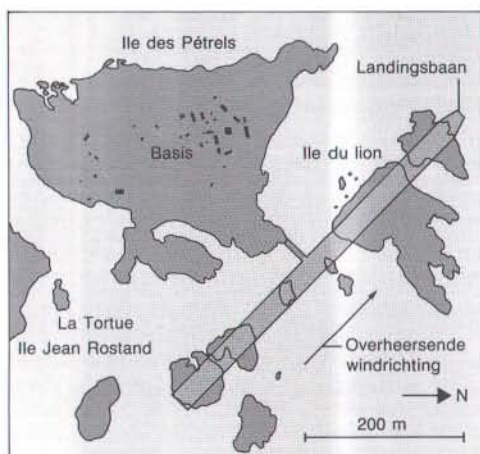 Ile des Pétrels
Landingsbaan
Basis
Ile du lion
La Tortue
Ile Jean Rostand
Overheersende
windrichting
N
200 m